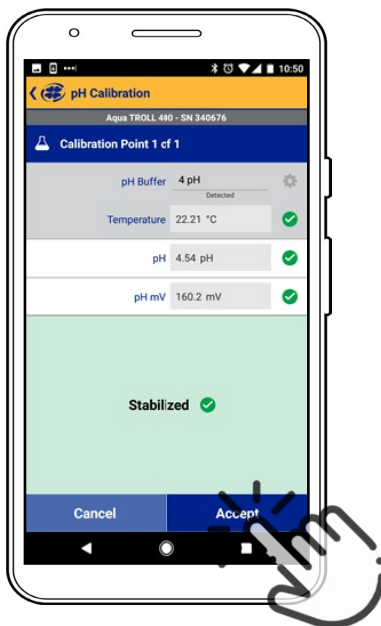 10:50
pH Calibration
Aqua TROLL 400 - SN 340676
Calibration Point 1 of 1
pH Buffer 4 pH
Detected
Temperature 22.21 °C
pH 4.54 pH
pH mV 160.2 mV
Stabilized
Cancel Accept